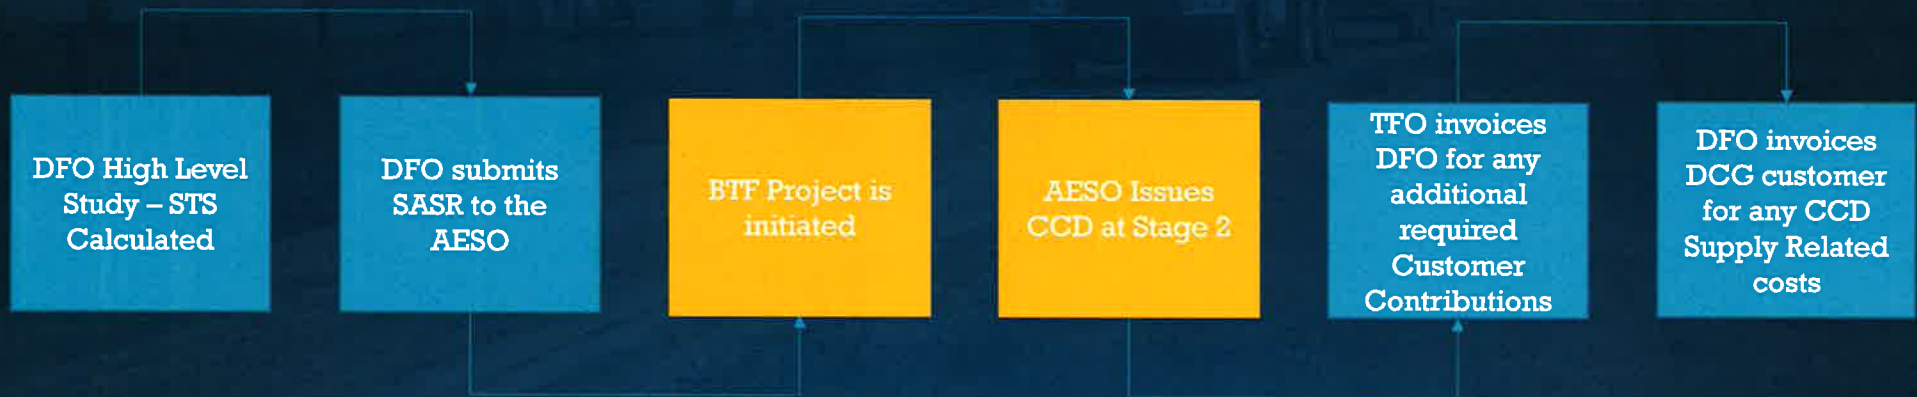 DFO High Level
Study – STS
Calculated
DFO submits
SASR to the
AESO
BTF Project is
initiated
AESO Issues
CCD at Stage 2
TFO invoices
DFO for any
additional
required
Customer
Contributions
DFO invoices
DCG customer
for any CCD
Supply Related
costs